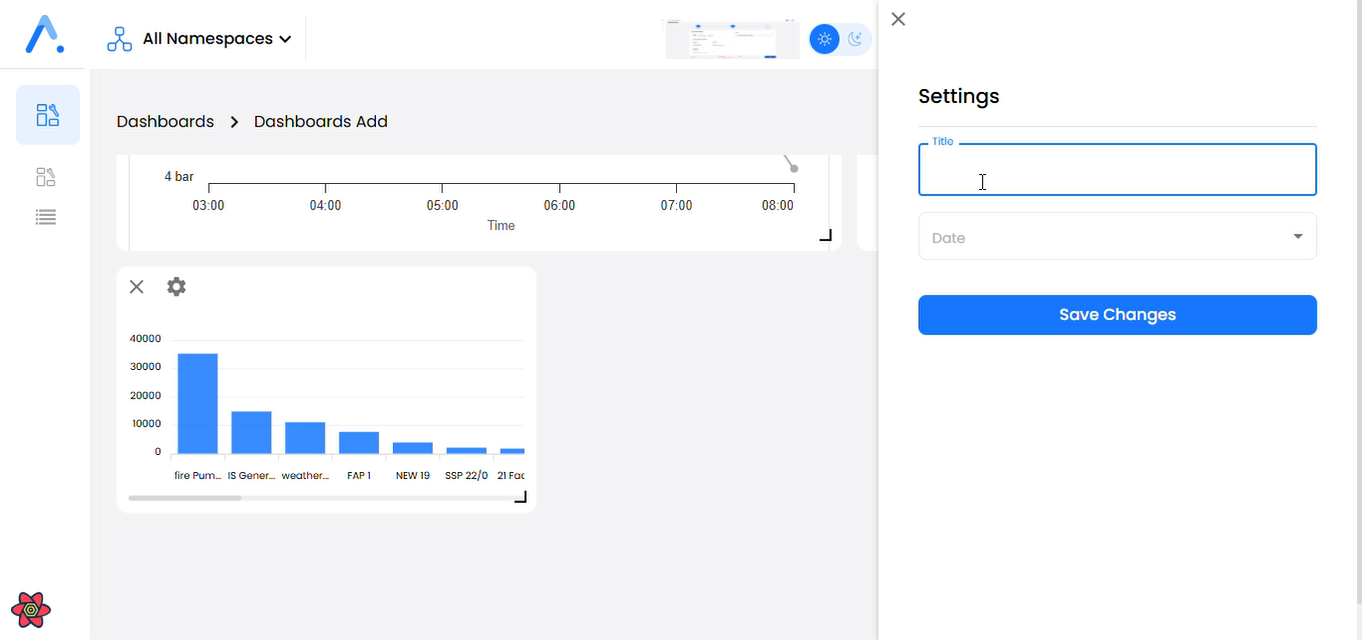 All Namespaces
Dashboards > Dashboards Add
4 bar
03:00 04:00 05:00 06:00 07:00 08:00
Time
40000
30000
20000
10000
0
fire Pum... IS Gener... weather... FAP 1 NEW 19 SSP 22/0 21 Fac
Settings
Title
Date
Save Changes